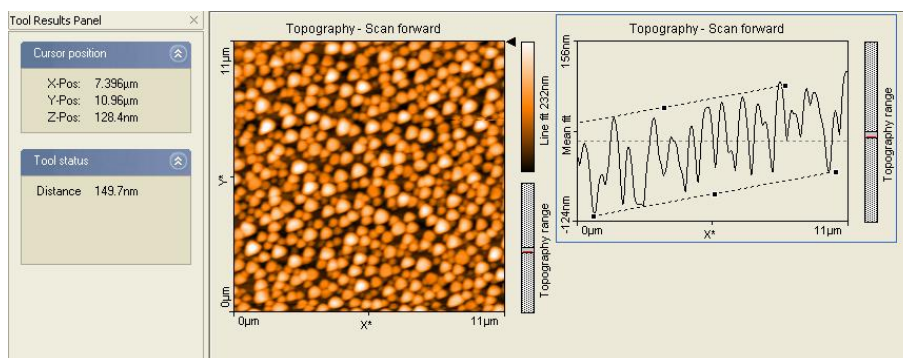 Tool Results Panel
Cursor position
X-Pos: 7.396µm
Y-Pos: 10.96µm
Z-Pos: 128.4nm
Tool status
Distance 149.7nm
Topography - Scan forward
11µm
Y*
0µm
0µm
X*
11µm
Line fit 232nm
Topography range
Topography - Scan forward
156nm
Mean fit
-124nm
0µm
X*
11µm
Topography range